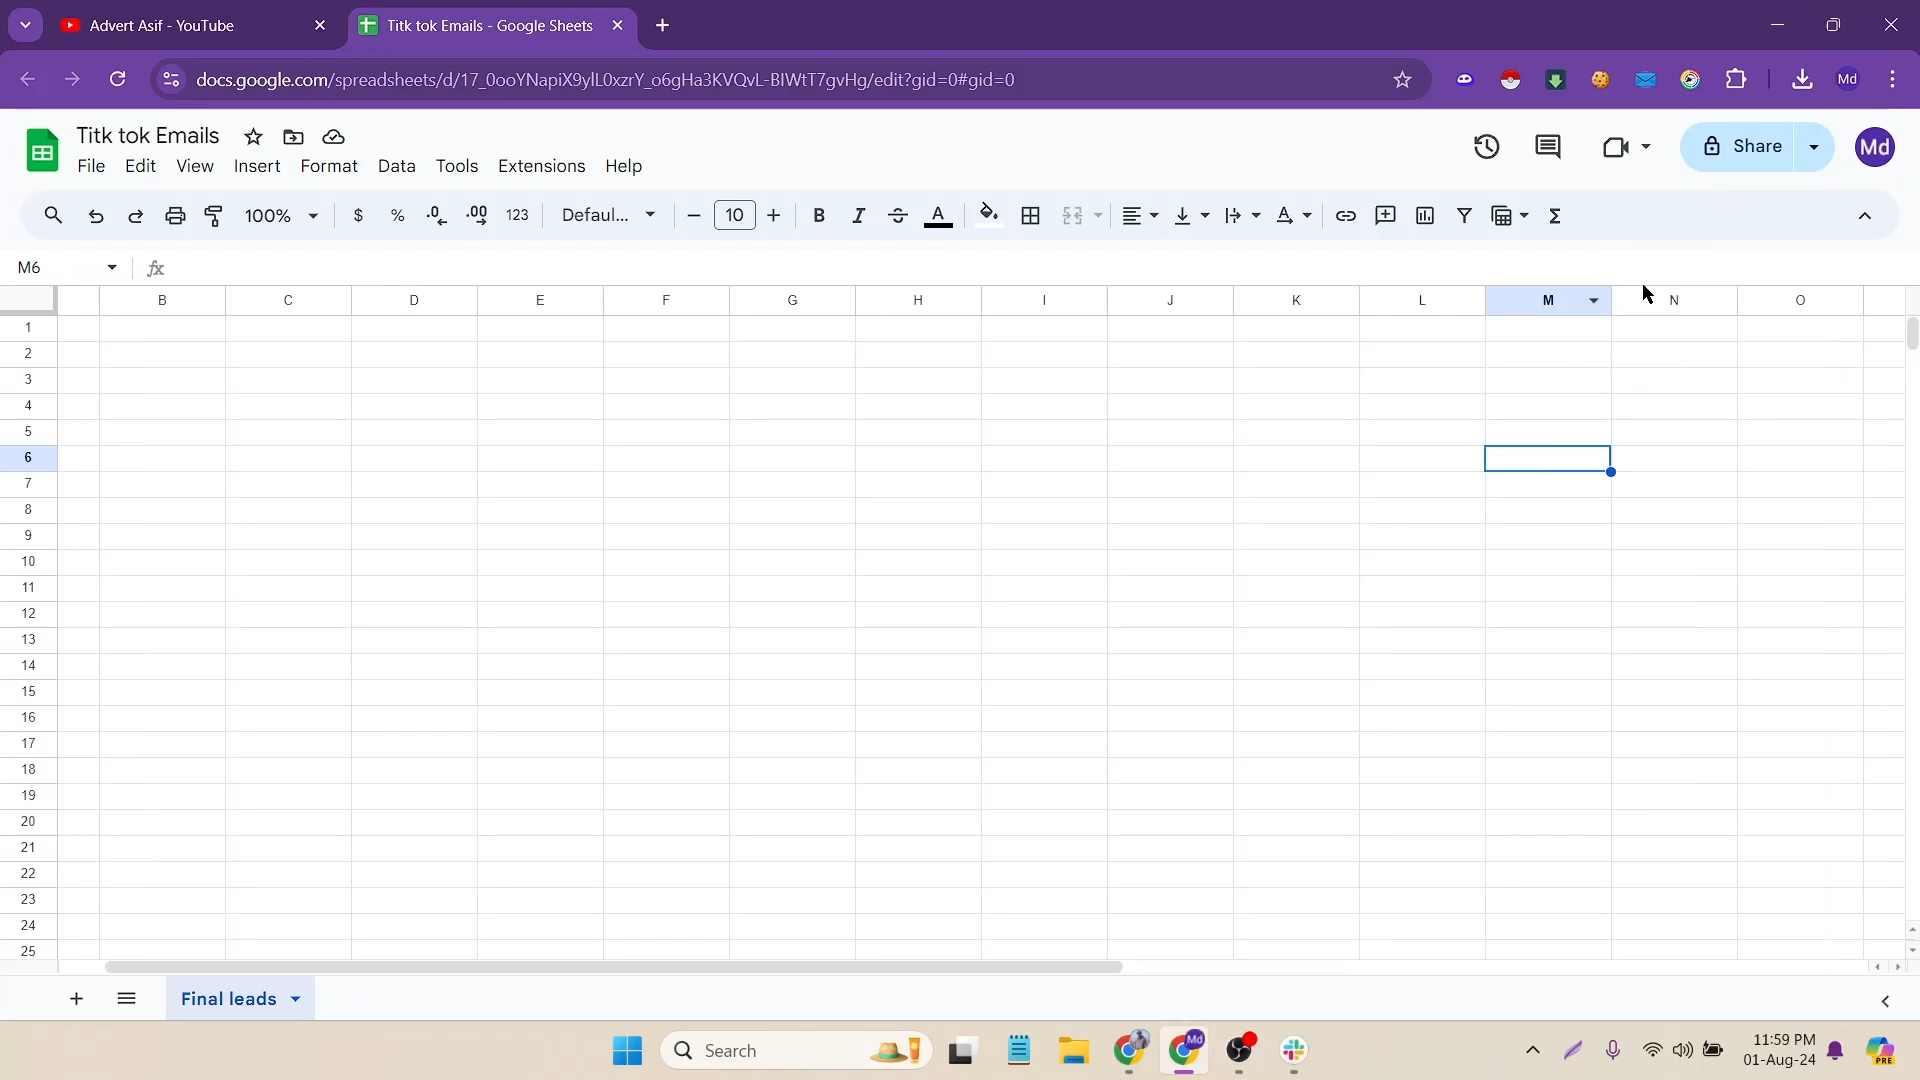 Advert Asif - YouTube
Titk tok Emails - Google Sheets
docs.google.com/spreadsheets/d/17_0ooYNapiX9ylL0xzrY_o6gHa3KVQvL-BIWtT7gvHg/edit?gid=0#gid=0
Md
Titk tok Emails
File Edit View Insert Format Data Tools Extensions Help
Share
Md
100% $ % .0 .00 123 Defaul... 10 B I A
M6
fx
B C D E F G H I J K L M N O
1
2
3
4
5
6
7
8
9
10
11
12
13
14
15
16
17
18
19
20
21
22
23
24
25
Final leads
Search
Md
11:59 PM
01-Aug-24
PRE